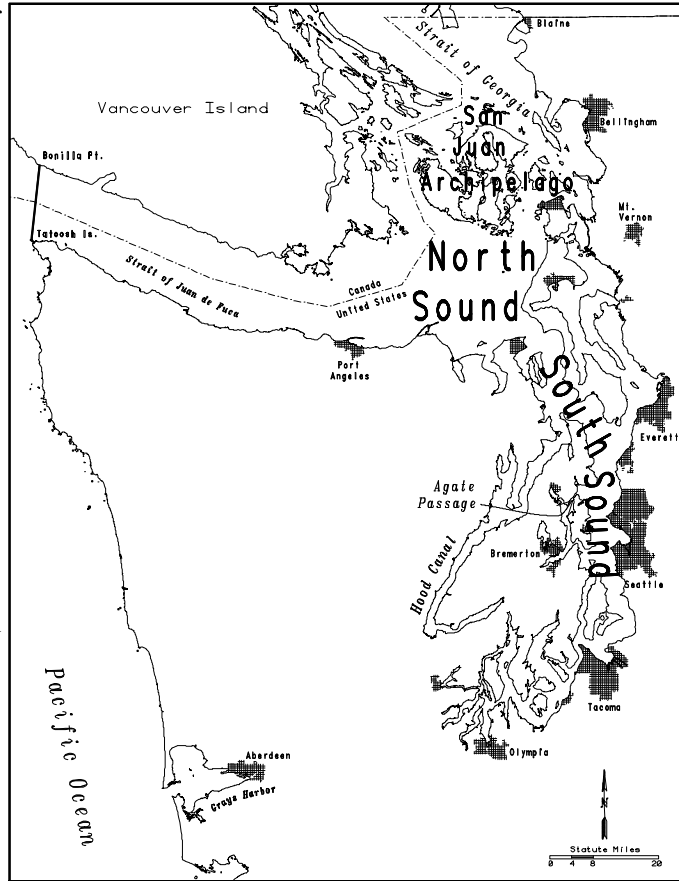 Blaine
Strait of Georgia
Vancouver Island
San
Juan
Archipelago
Bellingham
Bonilla Pt.
Mt.
Vernon
Tatoosh Is.
North
Sound
Strait of Juan de Fuca
Canada
United States
Port
Angeles
South Sound
Everett
Agate
Passage
Bremerton
Seattle
Hood Canal
Pacific Ocean
Tacoma
Olympia
Aberdeen
Grays Harbor
N
Statute Miles
0 4 8 20